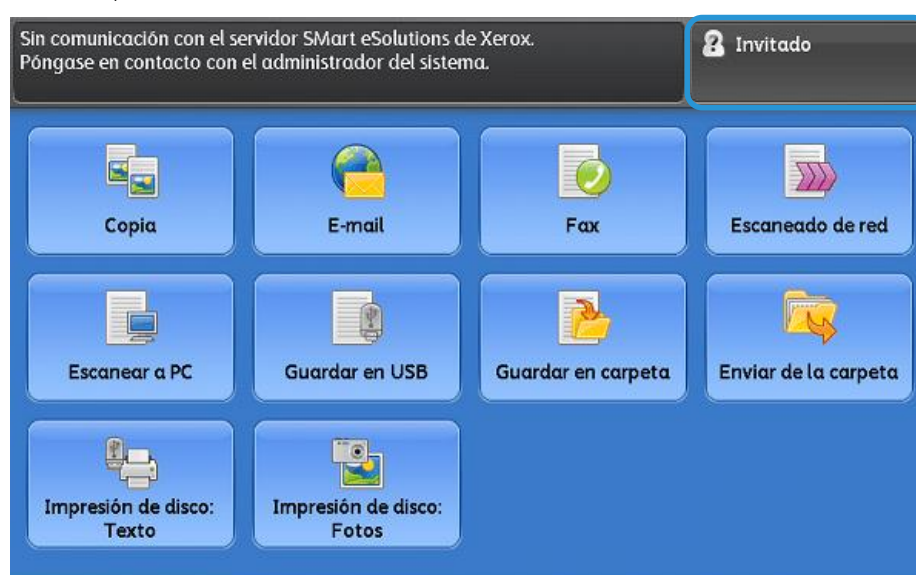 Sin comunicación con el servidor SMart eSolutions de Xerox.
Póngase en contacto con el administrador del sistema.
Invitado
Copia
E-mail
Fax
Escaneado de red
Escanear a PC
Guardar en USB
Guardar en carpeta
Enviar de la carpeta
Impresión de disco:
Texto
Impresión de disco:
Fotos